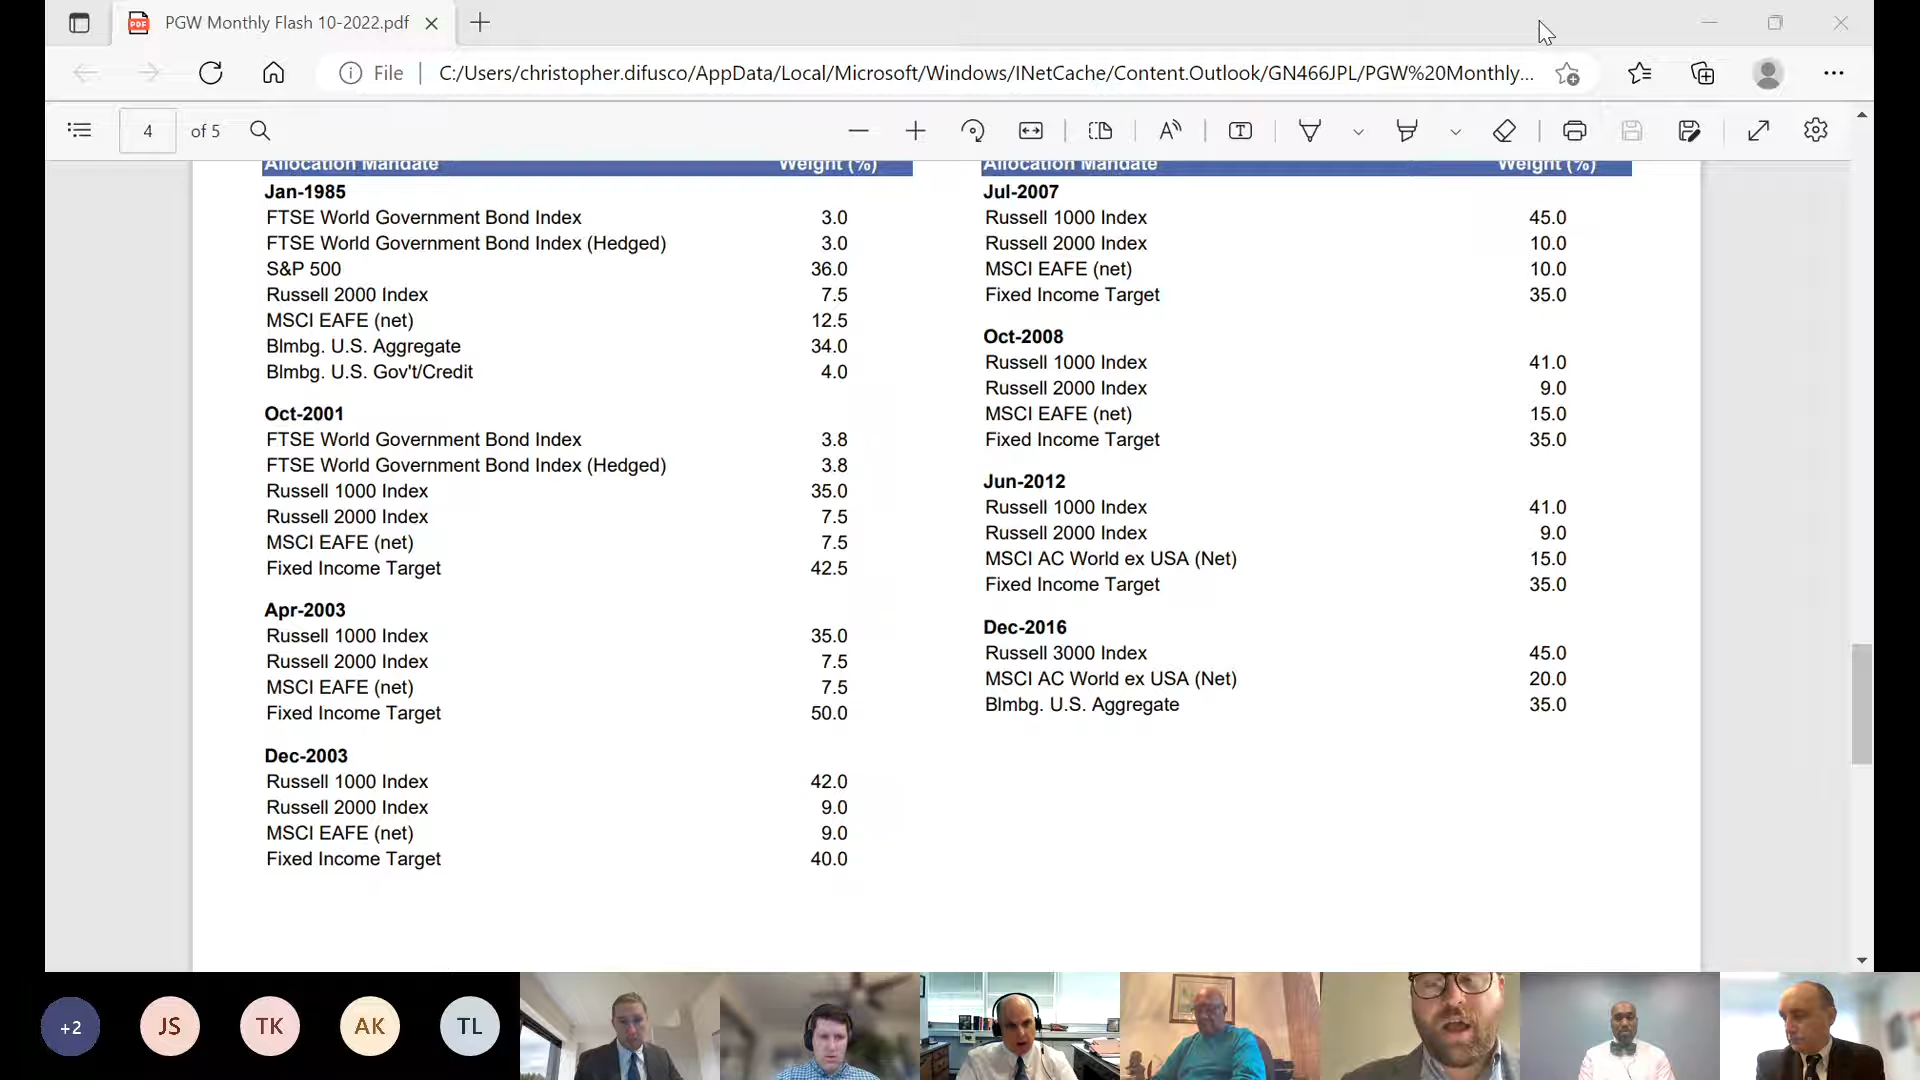 PGW Monthly Flash 10-2022.pdf
File C:/Users/christopher.difusco/AppData/Local/Microsoft/Windows/INetCache/Content.Outlook/GN466JPL/PGW%20Monthly...
4 of 5
Allocation Mandate Weight (%)
Jan-1985
FTSE World Government Bond Index 3.0
FTSE World Government Bond Index (Hedged) 3.0
S&P 500 36.0
Russell 2000 Index 7.5
MSCI EAFE (net) 12.5
Blmbg. U.S. Aggregate 34.0
Blmbg. U.S. Gov't/Credit 4.0
Oct-2001
FTSE World Government Bond Index 3.8
FTSE World Government Bond Index (Hedged) 3.8
Russell 1000 Index 35.0
Russell 2000 Index 7.5
MSCI EAFE (net) 7.5
Fixed Income Target 42.5
Apr-2003
Russell 1000 Index 35.0
Russell 2000 Index 7.5
MSCI EAFE (net) 7.5
Fixed Income Target 50.0
Dec-2003
Russell 1000 Index 42.0
Russell 2000 Index 9.0
MSCI EAFE (net) 9.0
Fixed Income Target 40.0
Allocation Mandate Weight (%)
Jul-2007
Russell 1000 Index 45.0
Russell 2000 Index 10.0
MSCI EAFE (net) 10.0
Fixed Income Target 35.0
Oct-2008
Russell 1000 Index 41.0
Russell 2000 Index 9.0
MSCI EAFE (net) 15.0
Fixed Income Target 35.0
Jun-2012
Russell 1000 Index 41.0
Russell 2000 Index 9.0
MSCI AC World ex USA (Net) 15.0
Fixed Income Target 35.0
Dec-2016
Russell 3000 Index 45.0
MSCI AC World ex USA (Net) 20.0
Blmbg. U.S. Aggregate 35.0
+2 JS TK AK TL